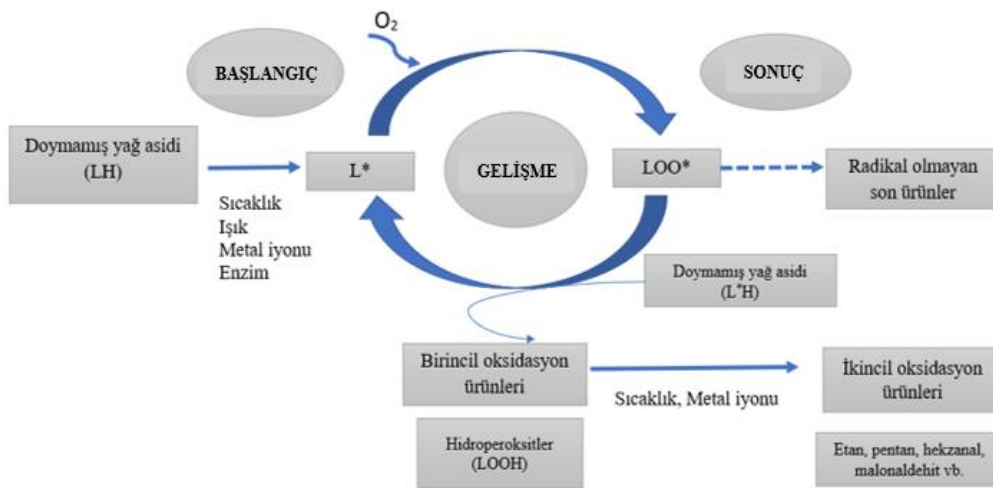 O₂
BAŞLANGIÇ
SONUÇ
Doymamış yağ asidi
(LH)
L*
GELİŞME
LOO*
Radikal olmayan
son ürünler
Sıcaklık
Işık
Metal iyonu
Enzim
Doymamış yağ asidi
(L*H)
Birincil oksidasyon
ürünleri
Sıcaklık, Metal iyonu
İkincil oksidasyon
ürünleri
Hidroperoksitler
(LOOH)
Etan, pentan, hekzanal,
malonaldehit vb.